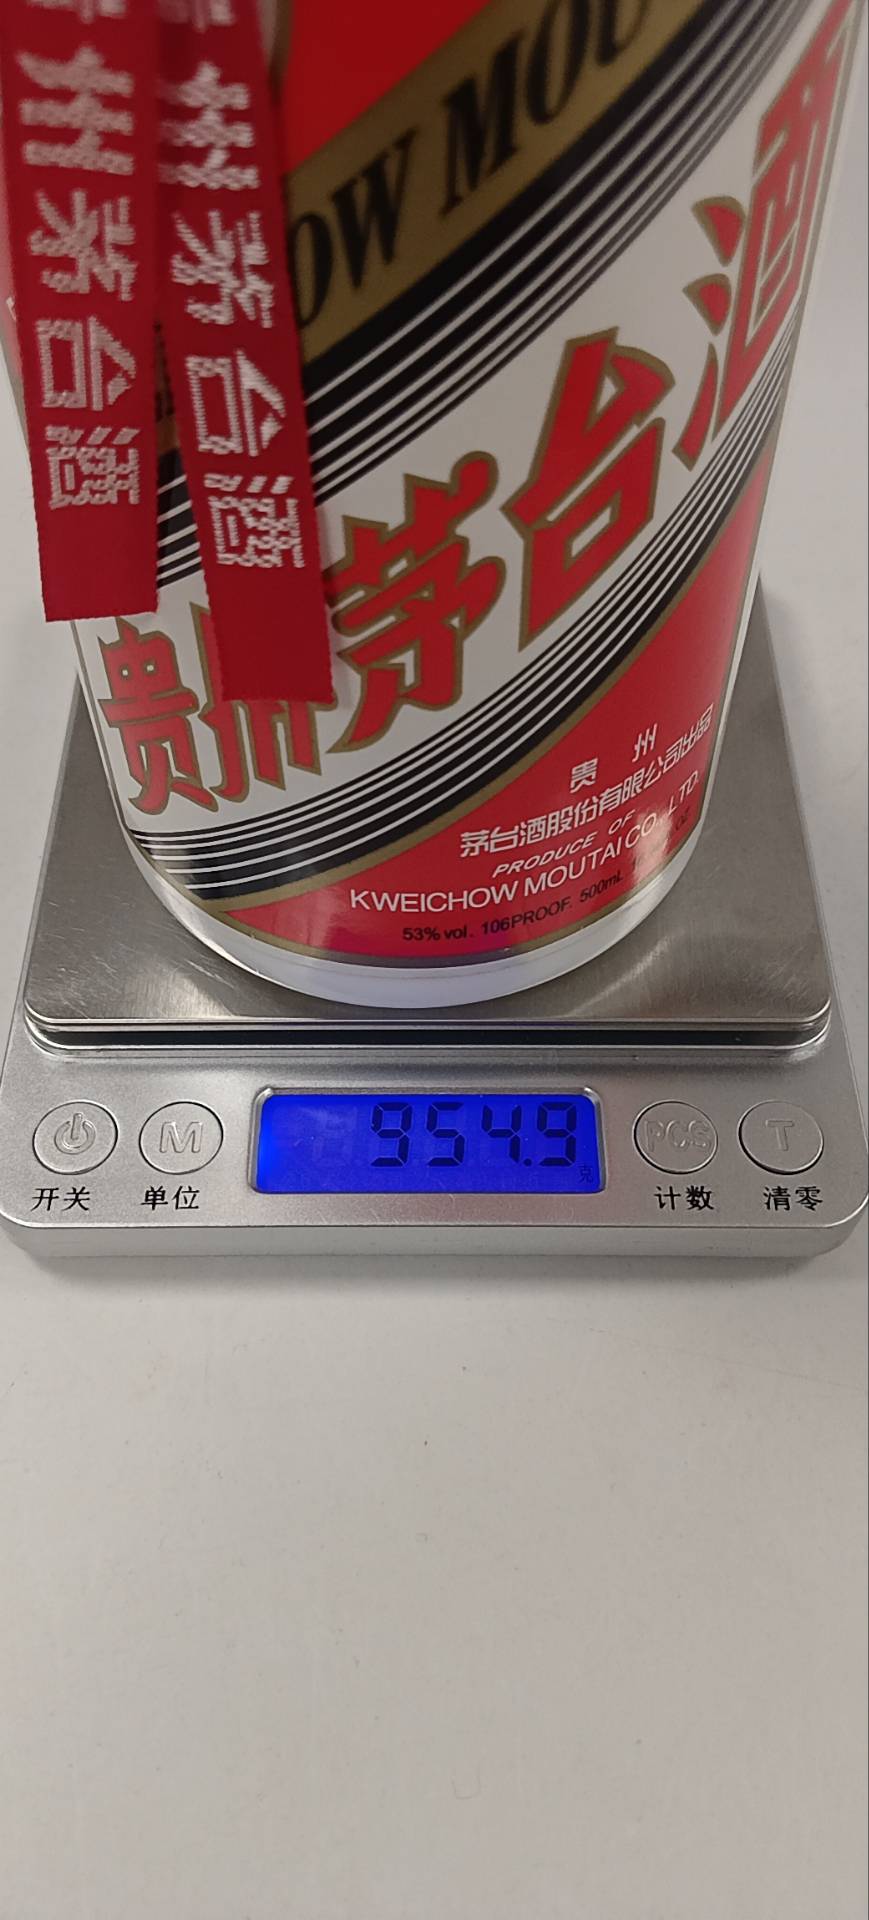 州茅台酒
州茅台酒
OW MOU
贵州茅台酒
贵州
茅台酒股份有限公司出品
PRODUCE OF
KWEICHOW MOUTAI CO., LTD.
53% vol. 106PROOF. 500mL
954.9
克
M
PCS
T
开关
单位
计数
清零